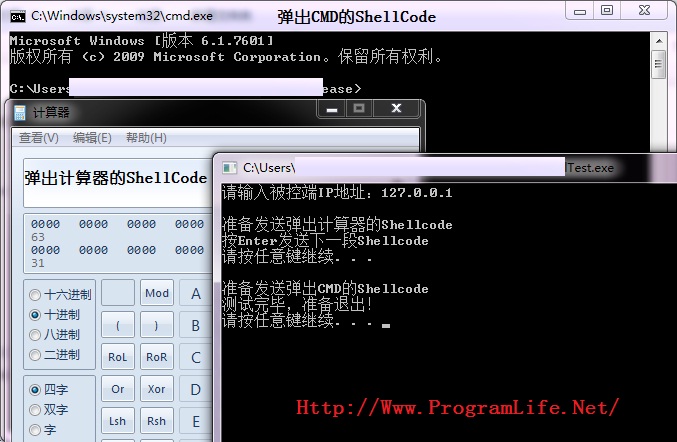 C:\Windows\system32\cmd.exe
弹出CMD的ShellCode
Microsoft Windows [版本 6.1.7601]
版权所有 (c) 2009 Microsoft Corporation。保留所有权利。
C:\Users ease>
计算器
查看(V) 编辑(E) 帮助(H)
弹出计算器的ShellCode
0000 0000 0000 0000
63
0000 0000 0000 0000
31
十六进制
十进制
八进制
二进制
四字
双字
字
Mod A
( ) B
RoL RoR C
Or Xor D
Lsh Rsh E
C:\Users\ Test.exe
请输入被控端IP地址：127.0.0.1
准备发送弹出计算器的Shellcode
按Enter发送下一段Shellcode
请按任意键继续. . .
准备发送弹出CMD的Shellcode
测试完毕，准备退出！
请按任意键继续. . .
Http://Www.ProgramLife.Net/